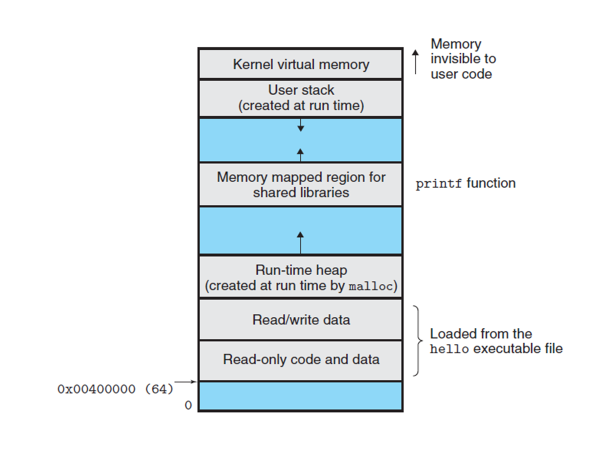 Memory
invisible to
user code
Kernel virtual memory
User stack
(created at run time)
Memory mapped region for
shared libraries
printf function
Run-time heap
(created at run time by malloc)
Read/write data
Loaded from the
hello executable file
Read-only code and data
0x00400000 (64)
0